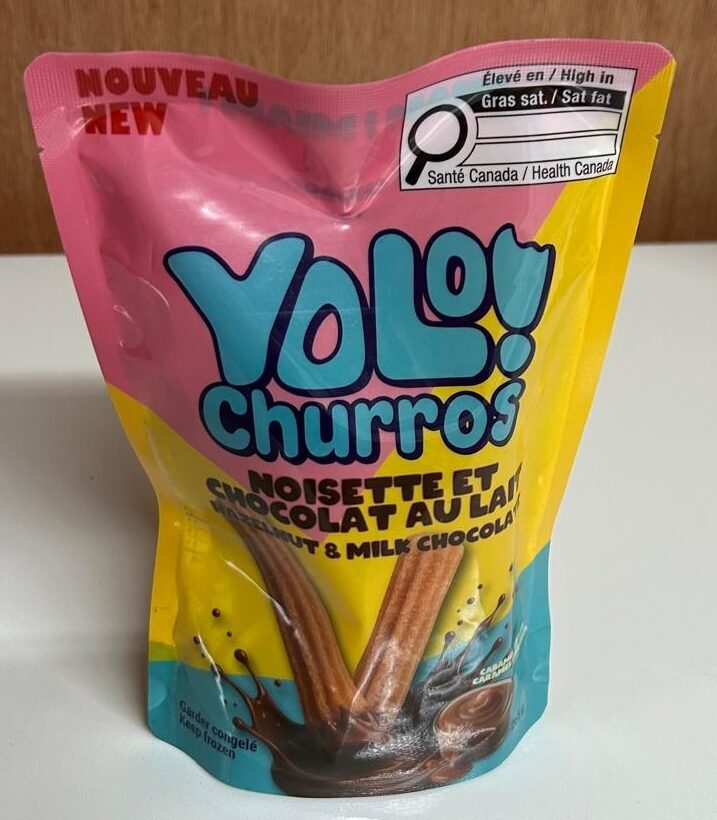 NOUVEAU
NEW
Élevé en / High in
Gras sat. / Sat fat
Santé Canada / Health Canada
YOLO!
Churros
NOISETTE ET
CHOCOLAT AU LAIT
HAZELNUT & MILK CHOCOLATE
Garder congelé
Keep frozen